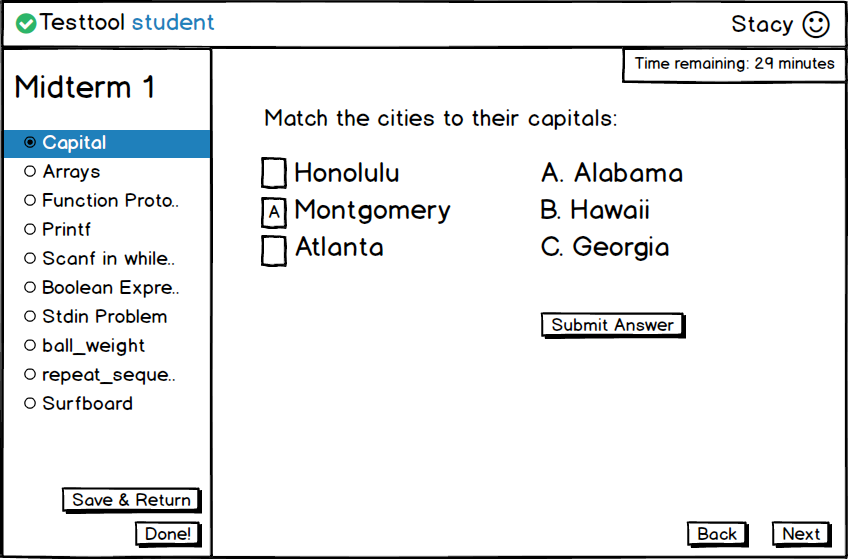 Testtool student
Stacy
Time remaining: 29 minutes
Midterm 1
Capital
Arrays
Function Proto..
Printf
Scanf in while..
Boolean Expre..
Stdin Problem
ball_weight
repeat_seque..
Surfboard
Save & Return
Done!
Match the cities to their capitals:
Honolulu A. Alabama
A Montgomery B. Hawaii
Atlanta C. Georgia
Submit Answer
Back Next